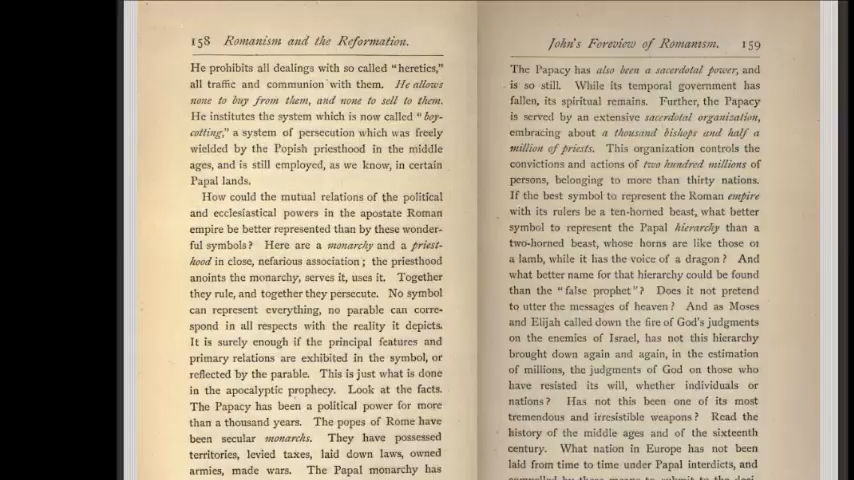 158 Romanism and the Reformation.
He prohibits all dealings with so called "heretics,"
all traffic and communion with them. He allows
none to buy from them, and none to sell to them.
He institutes the system which is now called "boy-
cotting," a system of persecution which was freely
wielded by the Popish priesthood in the middle
ages, and is still employed, as we know, in certain
Papal lands.
How could the mutual relations of the political
and ecclesiastical powers in the apostate Roman
empire be better represented than by these wonder-
ful symbols? Here are a monarchy and a priest-
hood in close, nefarious association; the priesthood
anoints the monarchy, serves it, uses it. Together
they rule, and together they persecute. No symbol
can represent everything, no parable can corre-
spond in all respects with the reality it depicts.
It is surely enough if the principal features and
primary relations are exhibited in the symbol, or
reflected by the parable. This is just what is done
in the apocalyptic prophecy. Look at the facts.
The Papacy has been a political power for more
than a thousand years. The popes of Rome have
been secular monarchs. They have possessed
territories, levied taxes, laid down laws, owned
armies, made wars. The Papal monarchy has
John's Foreview of Romanism. 159
The Papacy has also been a sacerdotal power, and
is so still. While its temporal government has
fallen, its spiritual remains. Further, the Papacy
is served by an extensive sacerdotal organization,
embracing about a thousand bishops and half a
million of priests. This organization controls the
convictions and actions of two hundred millions of
persons, belonging to more than thirty nations.
If the best symbol to represent the Roman empire
with its rulers be a ten-horned beast, what better
symbol to represent the Papal hierarchy than a
two-horned beast, whose horns are like those of
a lamb, while it has the voice of a dragon? And
what better name for that hierarchy could be found
than the "false prophet"? Does it not pretend
to utter the messages of heaven? And as Moses
and Elijah called down the fire of God's judgments
on the enemies of Israel, has not this hierarchy
brought down again and again, in the estimation
of millions, the judgments of God on those who
have resisted its will, whether individuals or
nations? Has not this been one of its most
tremendous and irresistible weapons? Read the
history of the middle ages and of the sixteenth
century. What nation in Europe has not been
laid from time to time under Papal interdicts, and
compelled by these means to submit to the